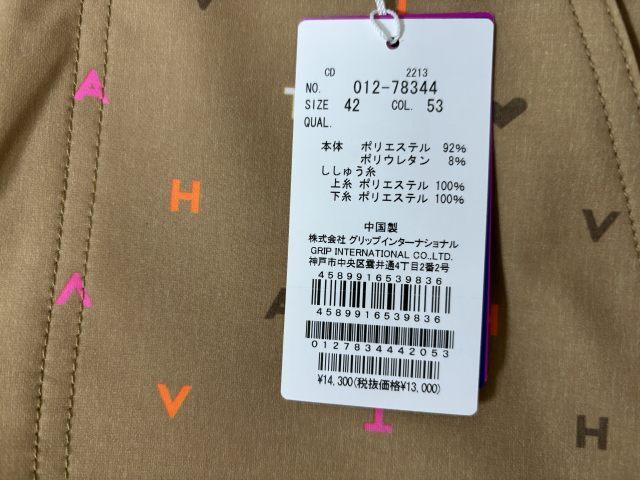 CD 2213
NO. 012-78344
SIZE 42 COL. 53
QUAL.
本体 ポリエステル 92%
ポリウレタン 8%
ししゅう糸
上糸 ポリエステル 100%
下糸 ポリエステル 100%
中国製
株式会社 グリップインターナショナル
GRIP INTERNATIONAL CO.,LTD.
神戸市中央区雲井通4丁目2番2号
4589916539836
4589916539836
0127834442053
¥14,300(税抜価格¥13,000)
A
H
V
V
A
H
V
I
H